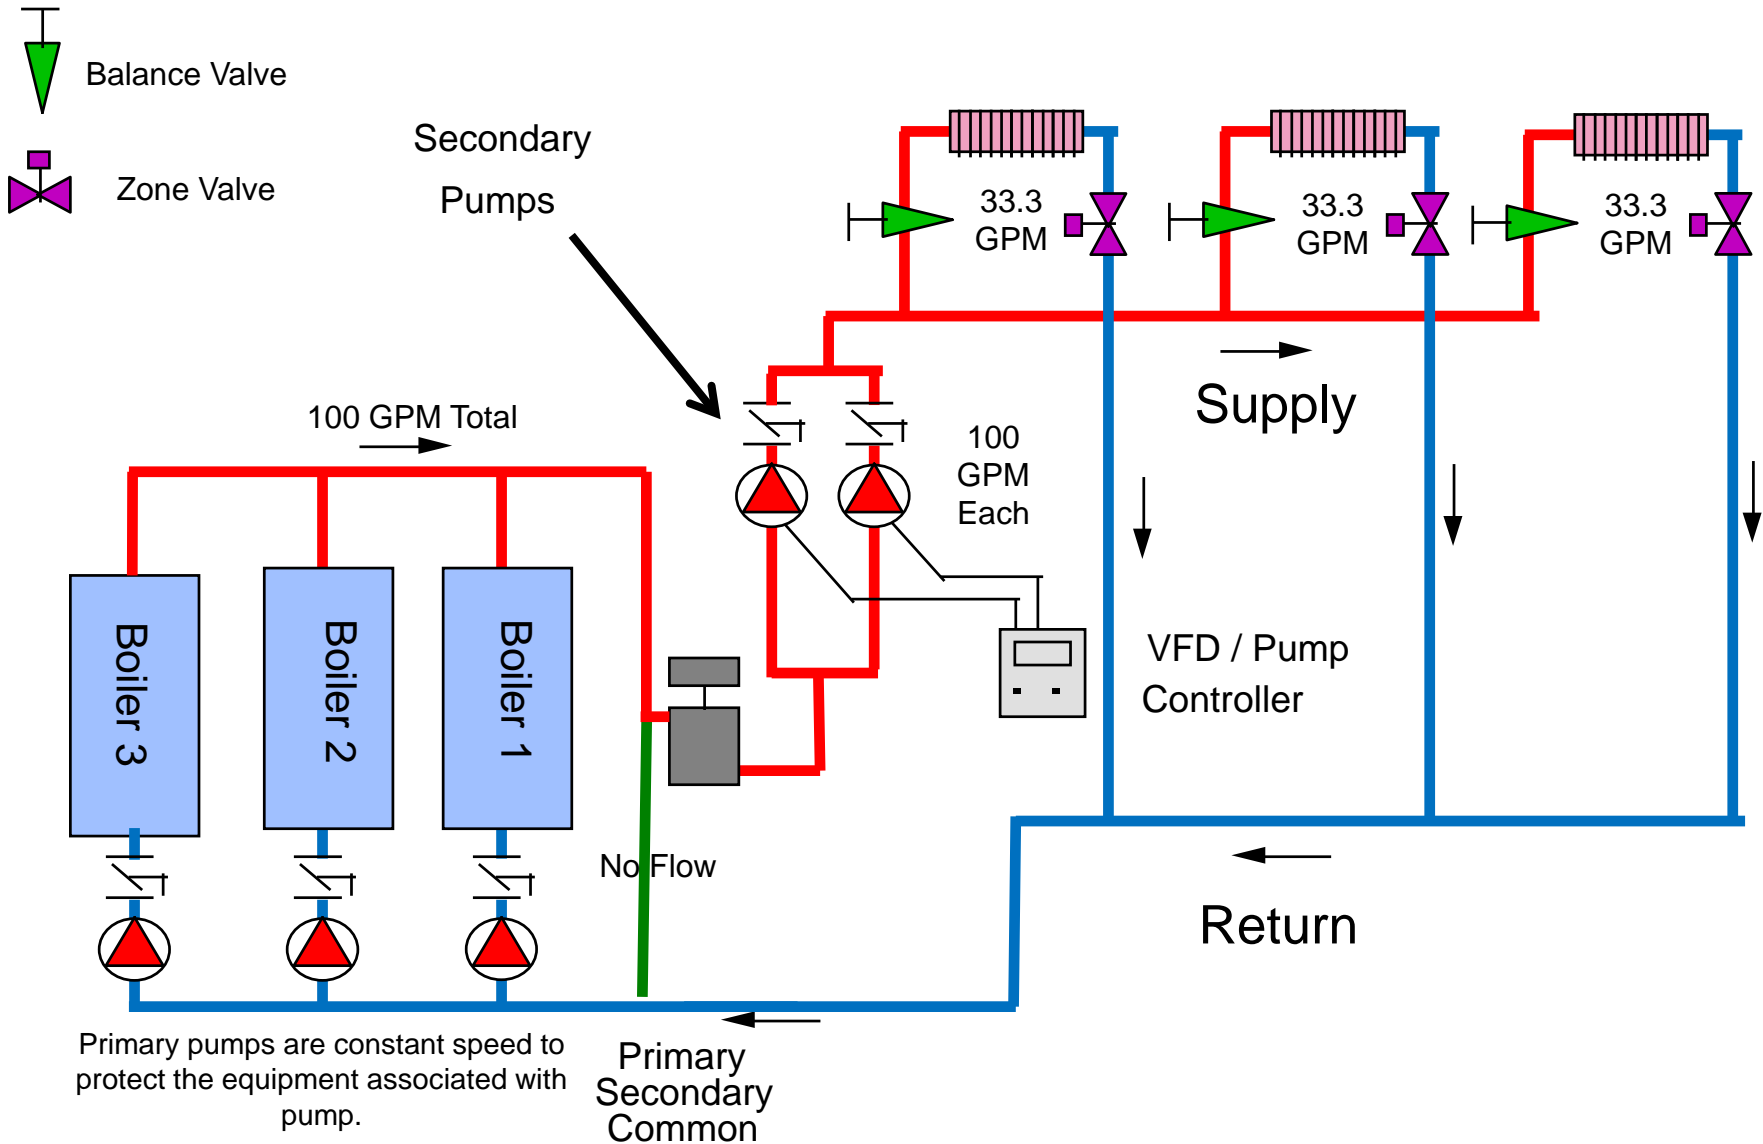 Balance Valve
Zone Valve
Secondary
Pumps
33.3
GPM
33.3
GPM
33.3
GPM
Supply
100 GPM Total
100
GPM
Each
Boiler 3
Boiler 2
Boiler 1
VFD / Pump
Controller
No Flow
Return
Primary pumps are constant speed to
protect the equipment associated with
pump.
Primary
Secondary
Common